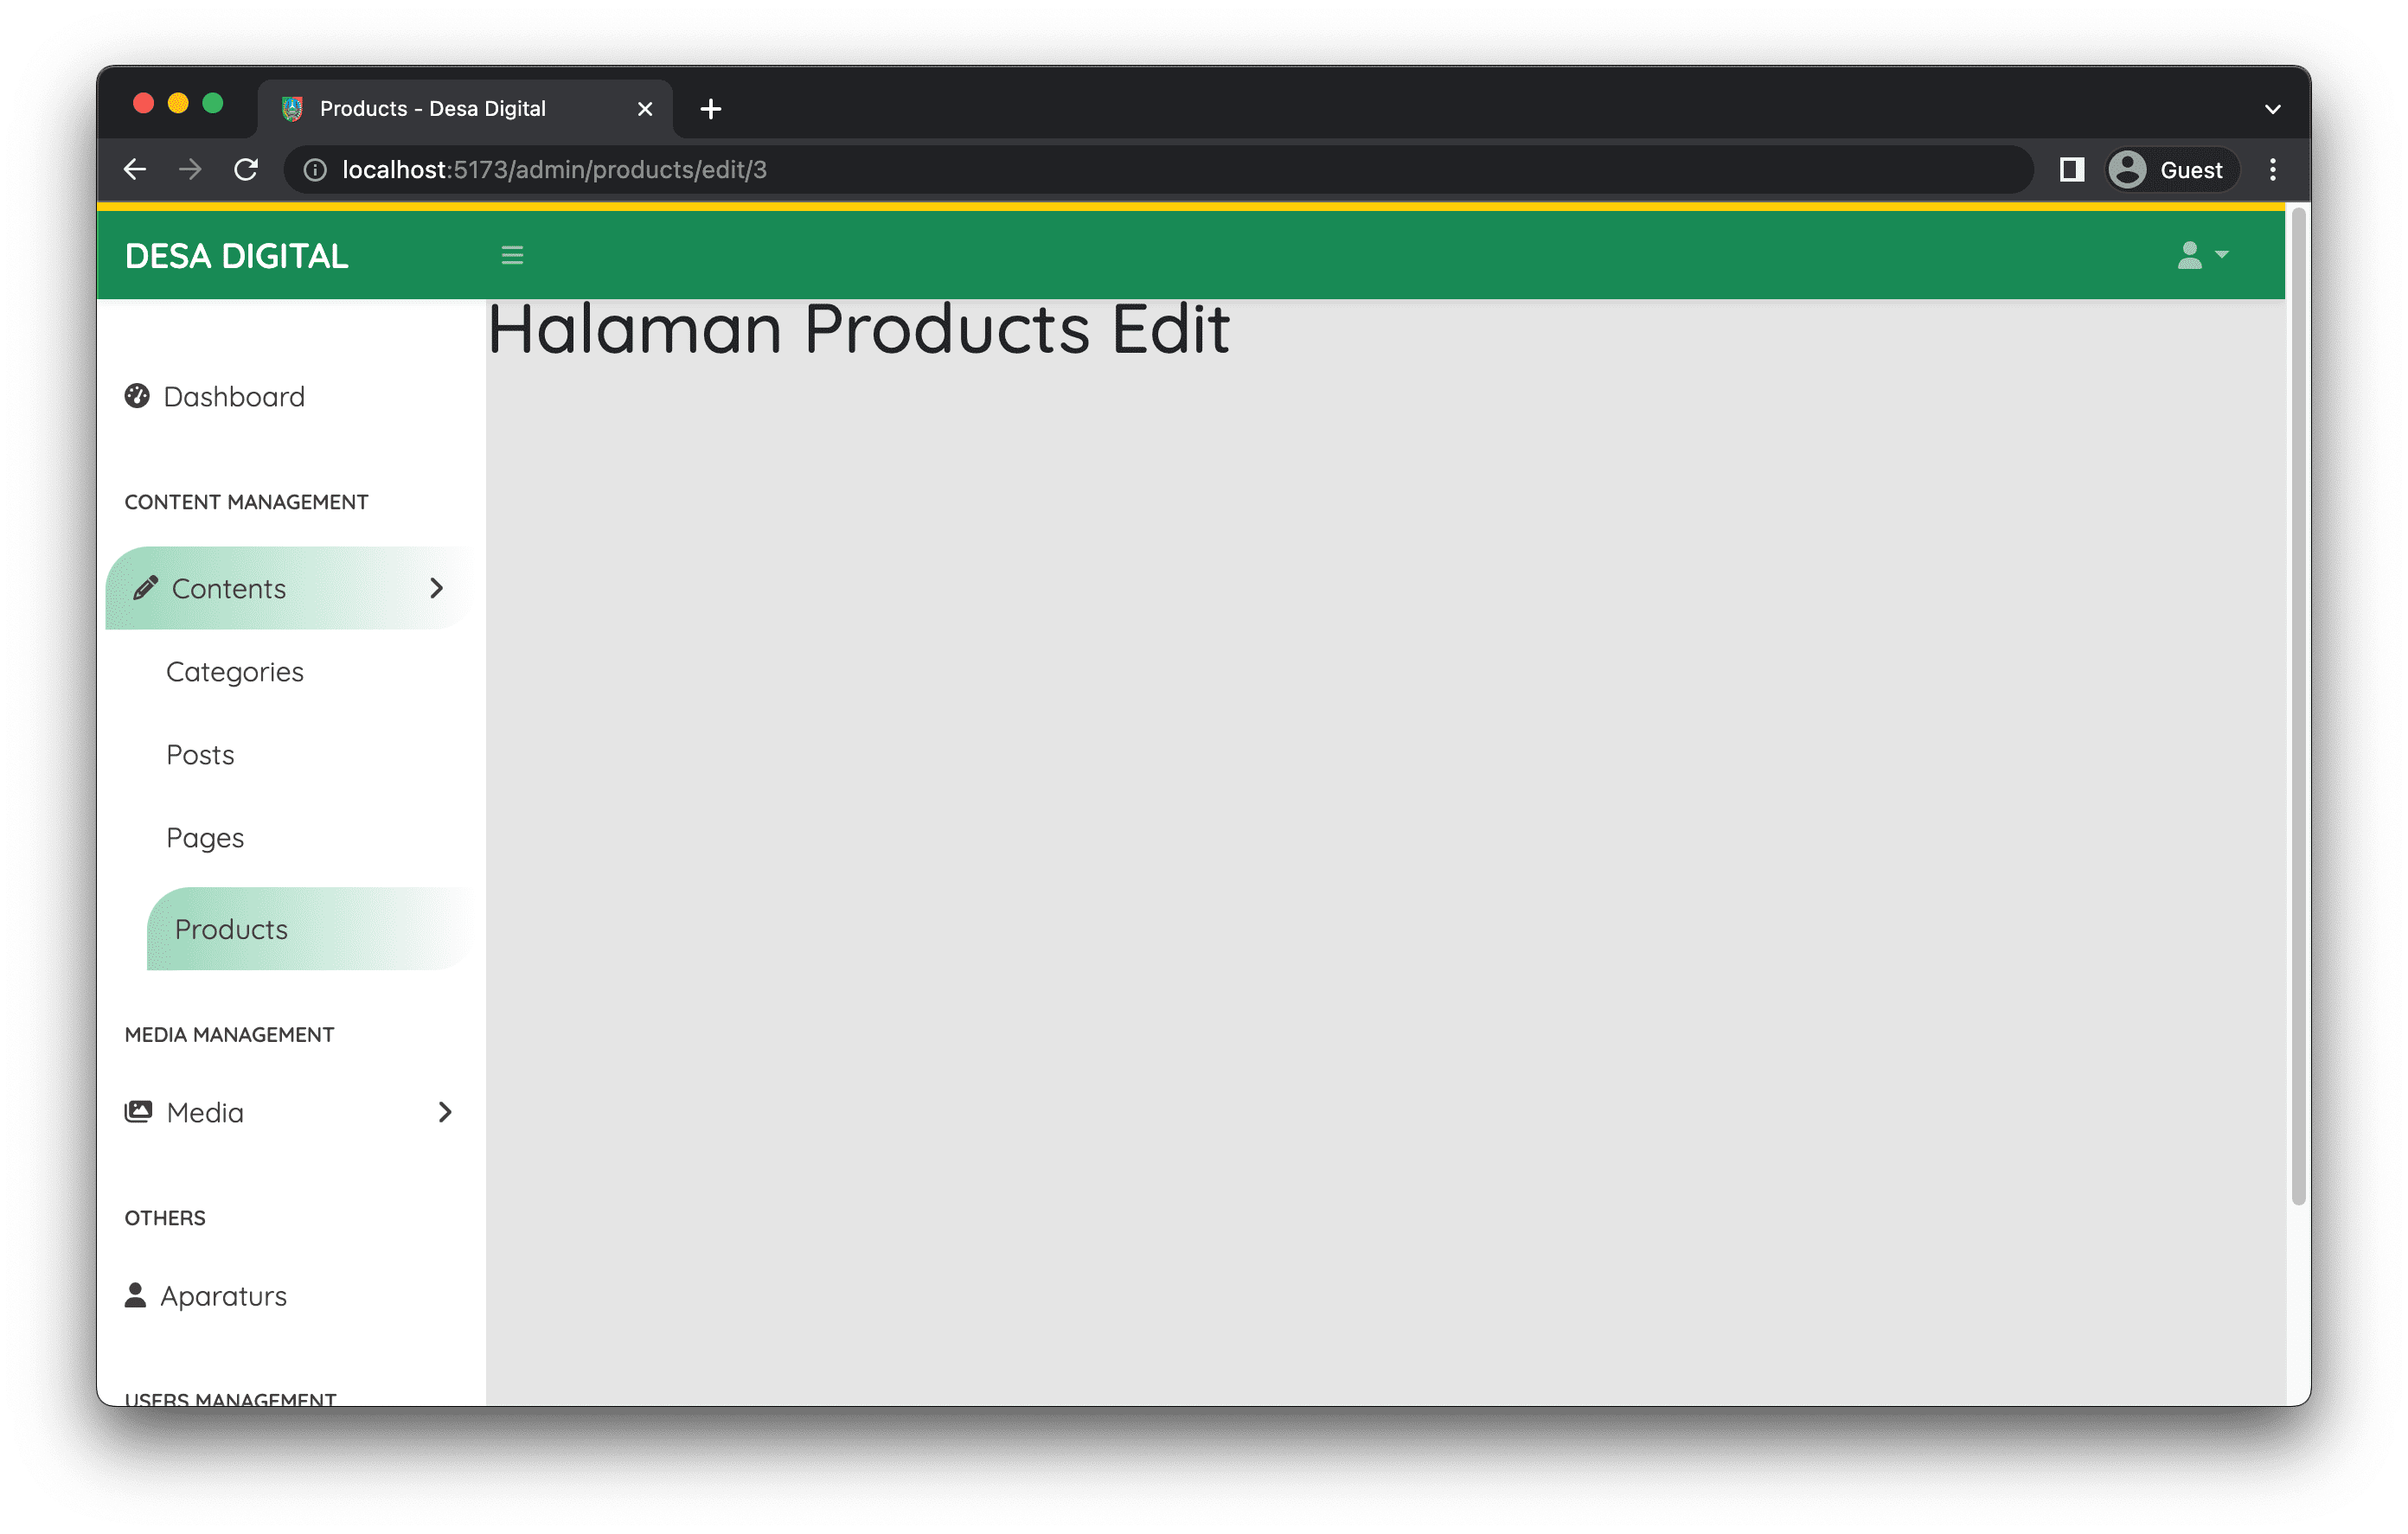 Products - Desa Digital
localhost:5173/admin/products/edit/3
Guest
DESA DIGITAL
Halaman Products Edit
Dashboard
CONTENT MANAGEMENT
Contents
Categories
Posts
Pages
Products
MEDIA MANAGEMENT
Media
OTHERS
Aparaturs
USERS MANAGEMENT